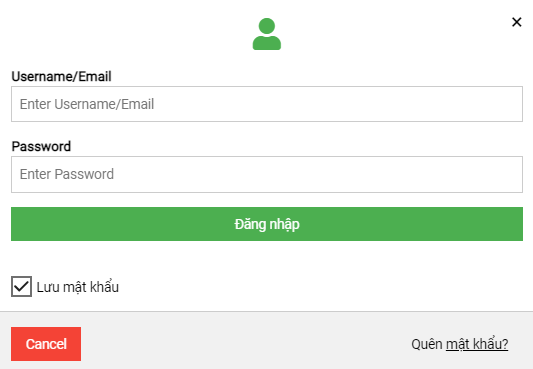 ×
Username/Email
Enter Username/Email
Password
Enter Password
Đăng nhập
Lưu mật khẩu
Cancel
Quên mật khẩu?